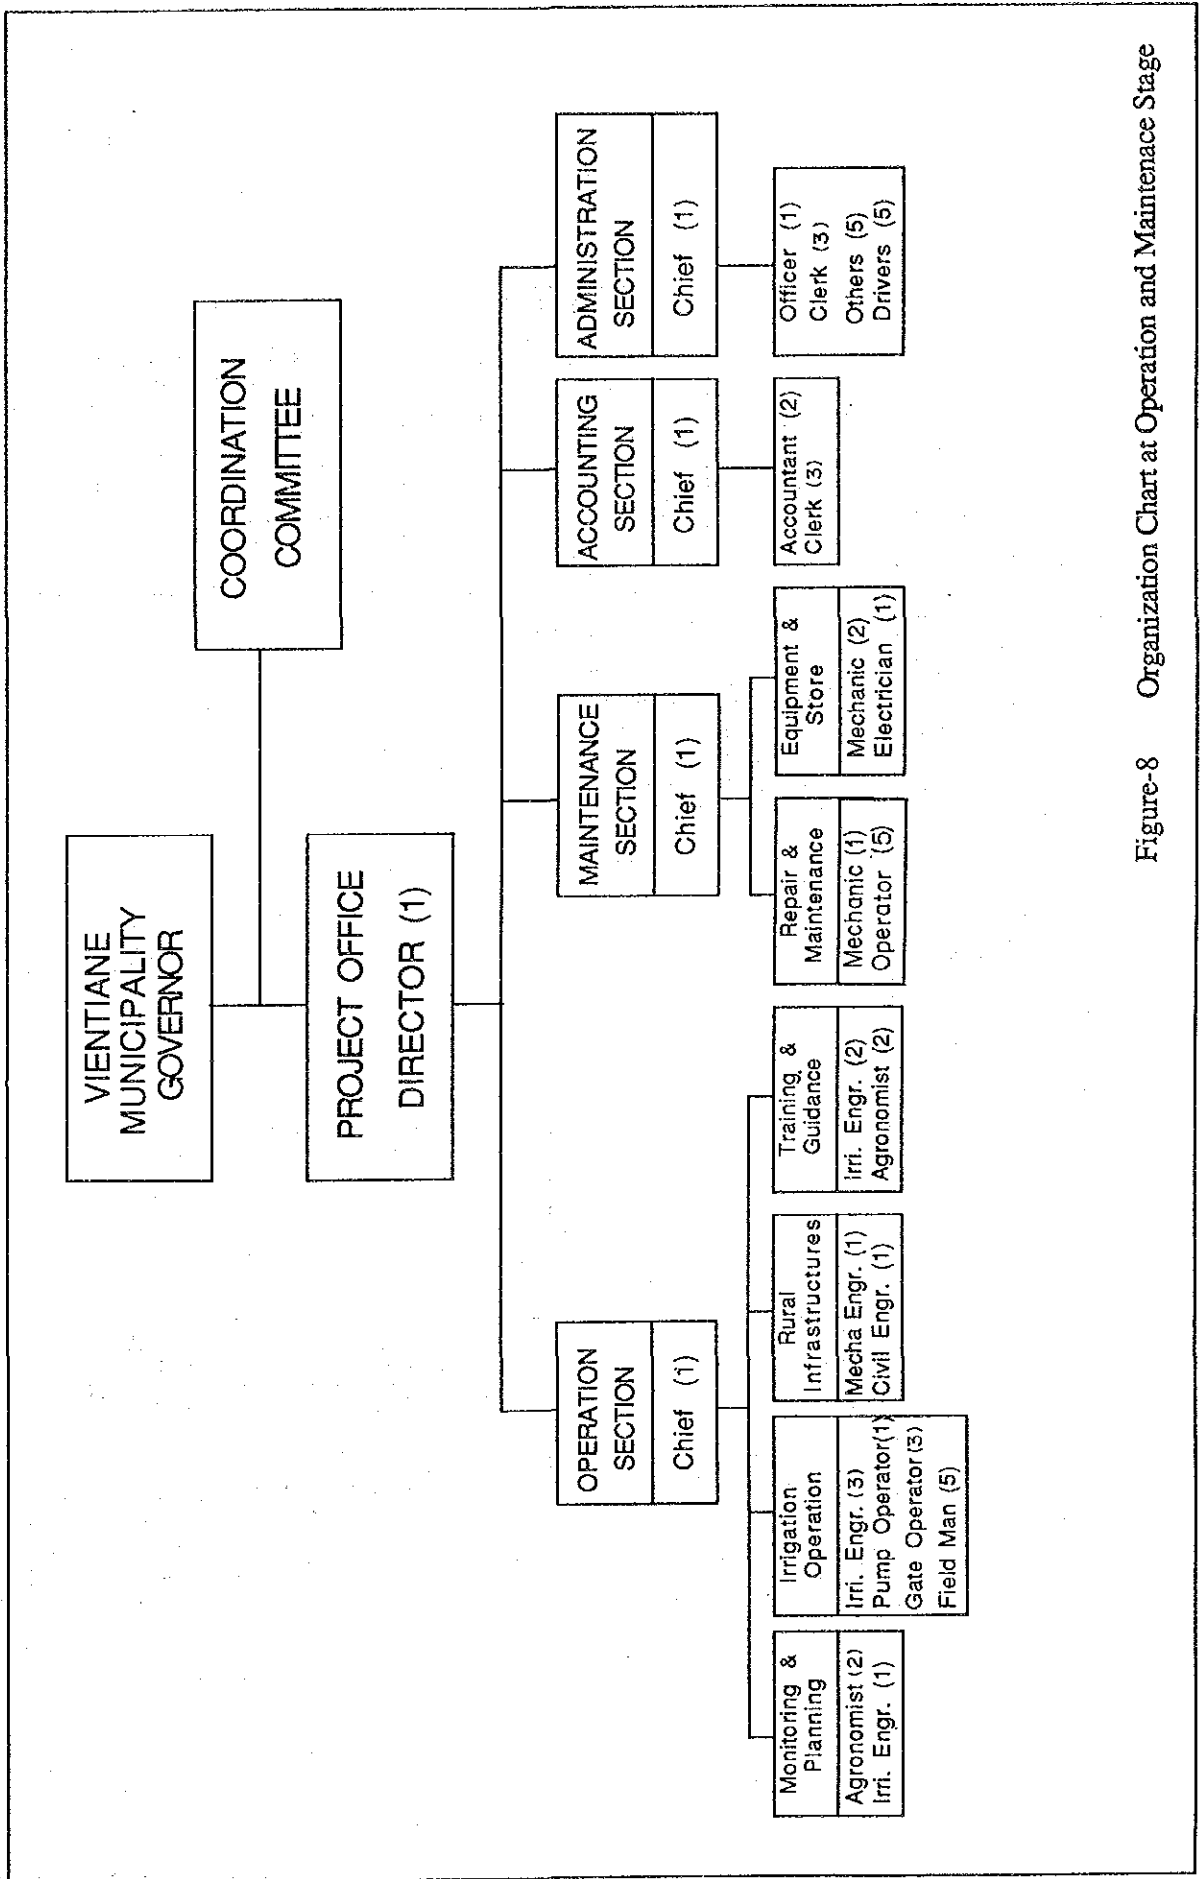 VIENTIANE
MUNICIPALITY
GOVERNOR
COORDINATION
COMMITTEE
PROJECT OFFICE
DIRECTOR (1)
OPERATION
SECTION
Chief (1)
MAINTENANCE
SECTION
Chief (1)
ACCOUNTING
SECTION
Chief (1)
ADMINISTRATION
SECTION
Chief (1)
Monitoring &
Planning
Agronomist (2)
Irri. Engr. (1)
Irrigation
Operation
Irri. Engr. (3)
Pump Operator(1)
Gate Operator (3)
Field Man (5)
Rural
Infrastructures
Mecha Engr. (1)
Civil Engr. (1)
Training &
Guidance
Irri. Engr. (2)
Agronomist (2)
Repair &
Maintenance
Mechanic (1)
Operator (5)
Equipment &
Store
Mechanic (2)
Electrician (1)
Accountant (2)
Clerk (3)
Officer (1)
Clerk (3)
Others (5)
Drivers (5)
Figure-8 Organization Chart at Operation and Maintenace Stage